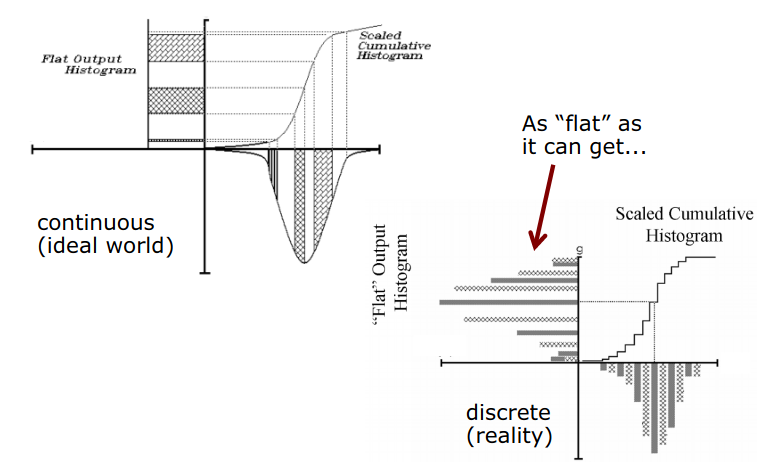 Flat Output
Histogram
Scaled
Cumulative
Histogram
continuous
(ideal world)
As “flat” as
it can get...
Scaled Cumulative
Histogram
“Flat” Output
Histogram
discrete
(reality)